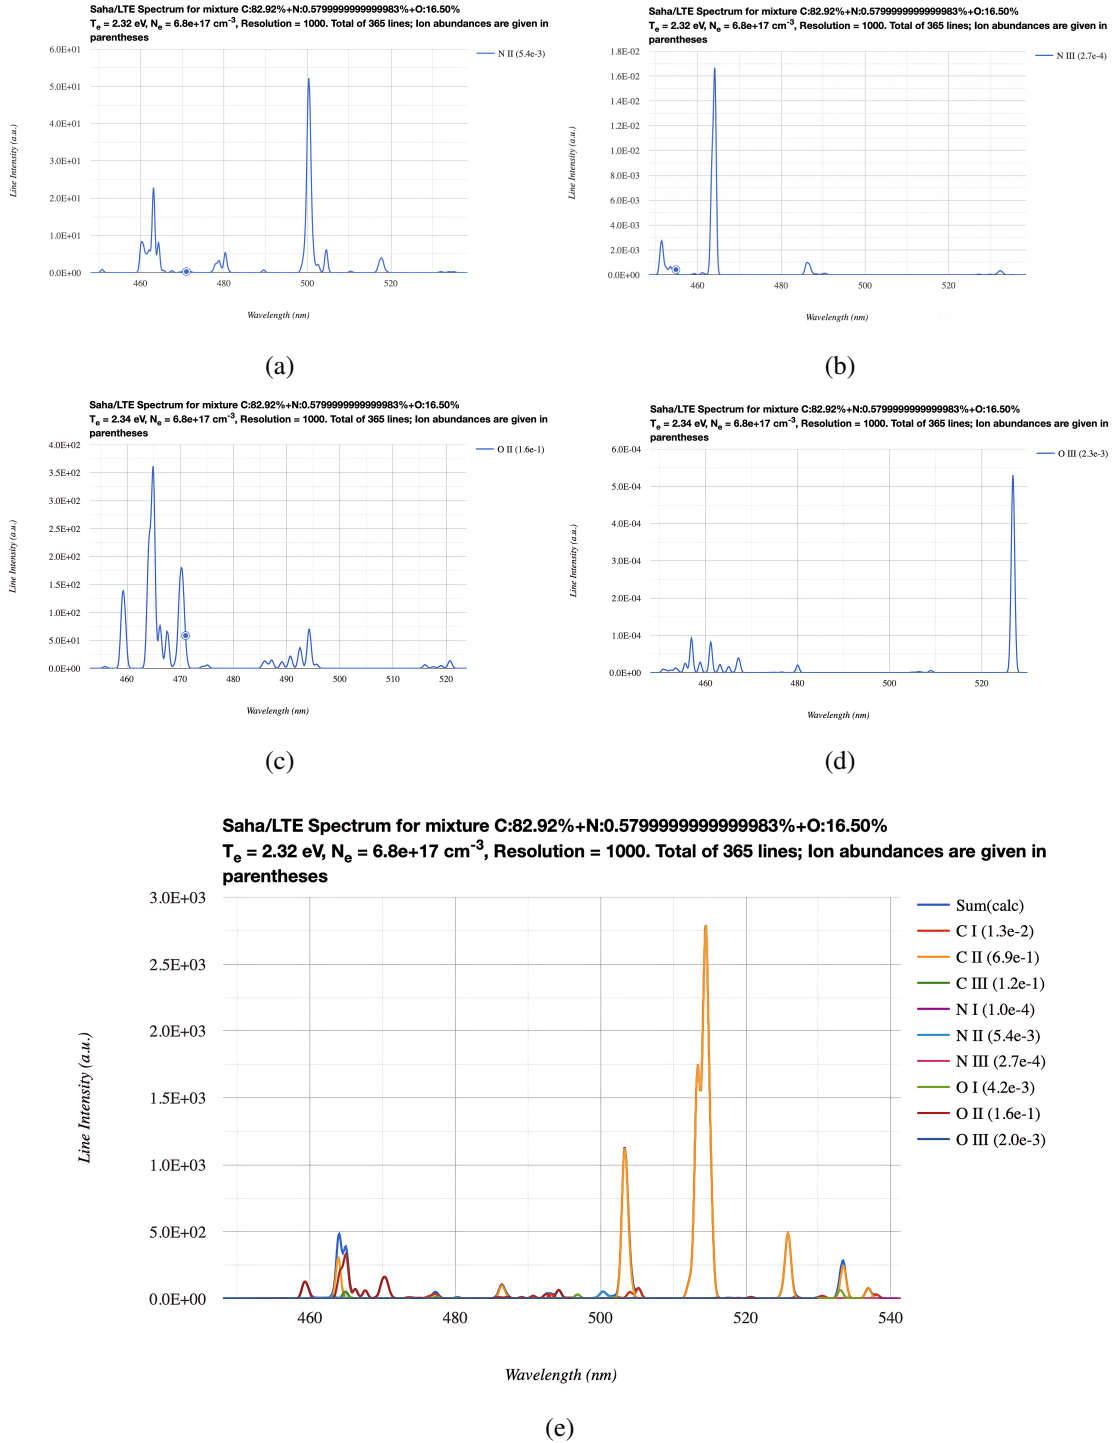 Saha/LTE Spectrum for mixture C:82.92%+N:0.5799999999999983%+O:16.50%
Te = 2.32 eV, Ne = 6.8e+17 cm-3, Resolution = 1000. Total of 365 lines; Ion abundances are given in
parentheses
6.0E+01
5.0E+01
4.0E+01
3.0E+01
2.0E+01
1.0E+01
0.0E+00
460
480
500
520
Line Intensity (a.u.)
Wavelength (nm)
N II (5.4e-3)
(a)
Saha/LTE Spectrum for mixture C:82.92%+N:0.5799999999999983%+O:16.50%
Te = 2.32 eV, Ne = 6.8e+17 cm-3, Resolution = 1000. Total of 365 lines; Ion abundances are given in
parentheses
1.8E-02
1.6E-02
1.4E-02
1.2E-02
1.0E-02
8.0E-03
6.0E-03
4.0E-03
2.0E-03
0.0E+00
460
480
500
520
Line Intensity (a.u.)
Wavelength (nm)
N III (2.7e-4)
(b)
Saha/LTE Spectrum for mixture C:82.92%+N:0.5799999999999983%+O:16.50%
Te = 2.34 eV, Ne = 6.8e+17 cm-3, Resolution = 1000. Total of 365 lines; Ion abundances are given in
parentheses
4.0E+02
3.5E+02
3.0E+02
2.5E+02
2.0E+02
1.5E+02
1.0E+02
5.0E+01
0.0E+00
460
470
480
490
500
510
520
Line Intensity (a.u.)
Wavelength (nm)
O II (1.6e-1)
(c)
Saha/LTE Spectrum for mixture C:82.92%+N:0.5799999999999983%+O:16.50%
Te = 2.34 eV, Ne = 6.8e+17 cm-3, Resolution = 1000. Total of 365 lines; Ion abundances are given in
parentheses
6.0E-04
5.0E-04
4.0E-04
3.0E-04
2.0E-04
1.0E-04
0.0E+00
460
480
500
520
Line Intensity (a.u.)
Wavelength (nm)
O III (2.3e-3)
(d)
Saha/LTE Spectrum for mixture C:82.92%+N:0.5799999999999983%+O:16.50%
Te = 2.32 eV, Ne = 6.8e+17 cm-3, Resolution = 1000. Total of 365 lines; Ion abundances are given in
parentheses
3.0E+03
2.5E+03
2.0E+03
1.5E+03
1.0E+03
5.0E+02
0.0E+00
460
480
500
520
540
Line Intensity (a.u.)
Wavelength (nm)
Sum(calc)
C I (1.3e-2)
C II (6.9e-1)
C III (1.2e-1)
N I (1.0e-4)
N II (5.4e-3)
N III (2.7e-4)
O I (4.2e-3)
O II (1.6e-1)
O III (2.0e-3)
(e)